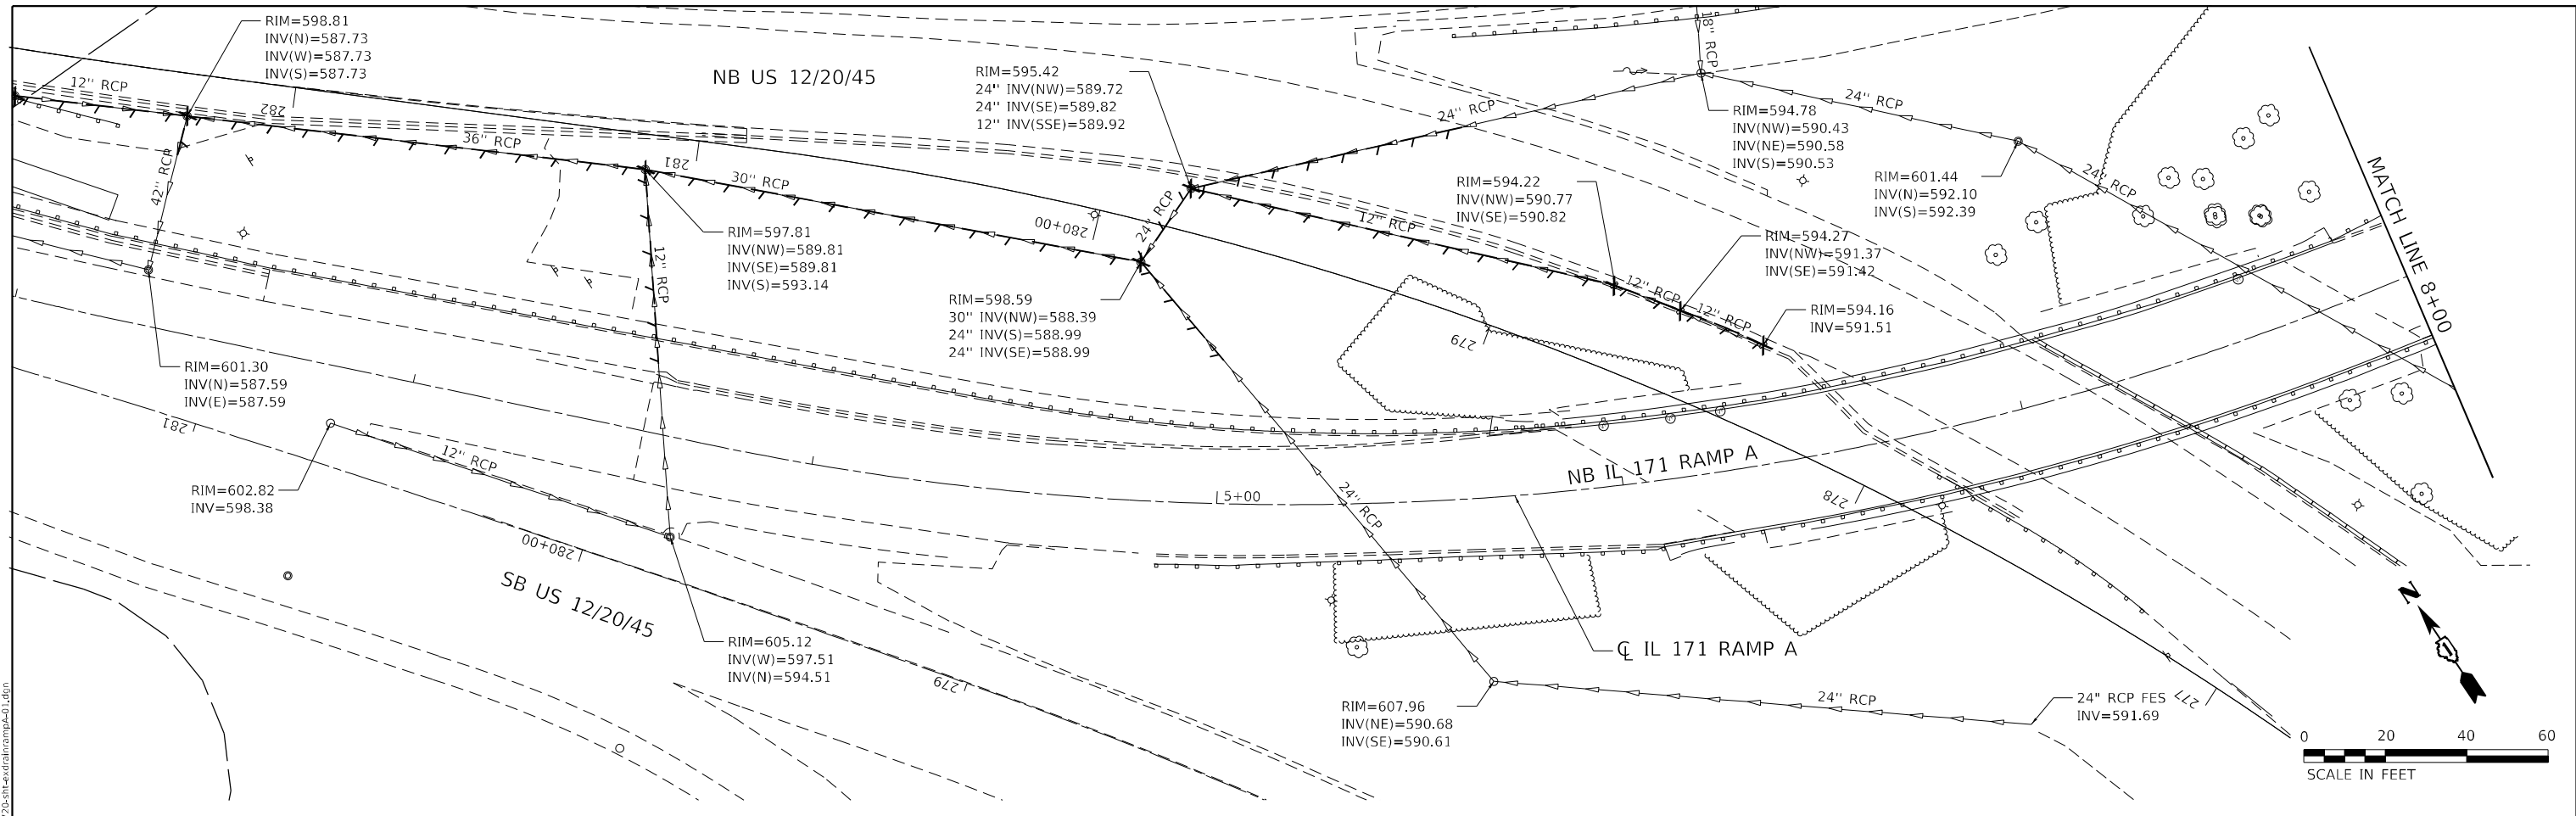 RIM=598.81
INV(N)=587.73
INV(W)=587.73
INV(S)=587.73
12" RCP
282
36" RCP
42" RCP
NB US 12/20/45
281
30" RCP
RIM=595.42
24" INV(NW)=589.72
24" INV(SE)=589.82
12" INV(SSE)=589.92
24" RCP
18" RCP
RIM=594.78
INV(NW)=590.43
INV(NE)=590.58
INV(S)=590.53
24" RCP
RIM=601.44
INV(N)=592.10
INV(S)=592.39
24" RCP
MATCH LINE 8+00
RIM=594.22
INV(NW)=590.77
INV(SE)=590.82
RIM=594.27
INV(NW)=591.37
INV(SE)=591.42
RIM=594.16
INV=591.51
12" RCP
12" RCP
12" RCP
280+00
24" RCP
RIM=597.81
INV(NW)=589.81
INV(SE)=589.81
INV(S)=593.14
12" RCP
RIM=598.59
30" INV(NW)=588.39
24" INV(S)=588.99
24" INV(SE)=588.99
279
RIM=601.30
INV(N)=587.59
INV(E)=587.59
281
12" RCP
RIM=602.82
INV=598.38
280+00
SB US 12/20/45
15+00
24" RCP
NB IL 171 RAMP A
278
RIM=605.12
INV(W)=597.51
INV(N)=594.51
279
℄ IL 171 RAMP A
RIM=607.96
INV(NE)=590.68
INV(SE)=590.61
24" RCP
24" RCP FES
INV=591.69
277
N
0 20 40 60
SCALE IN FEET